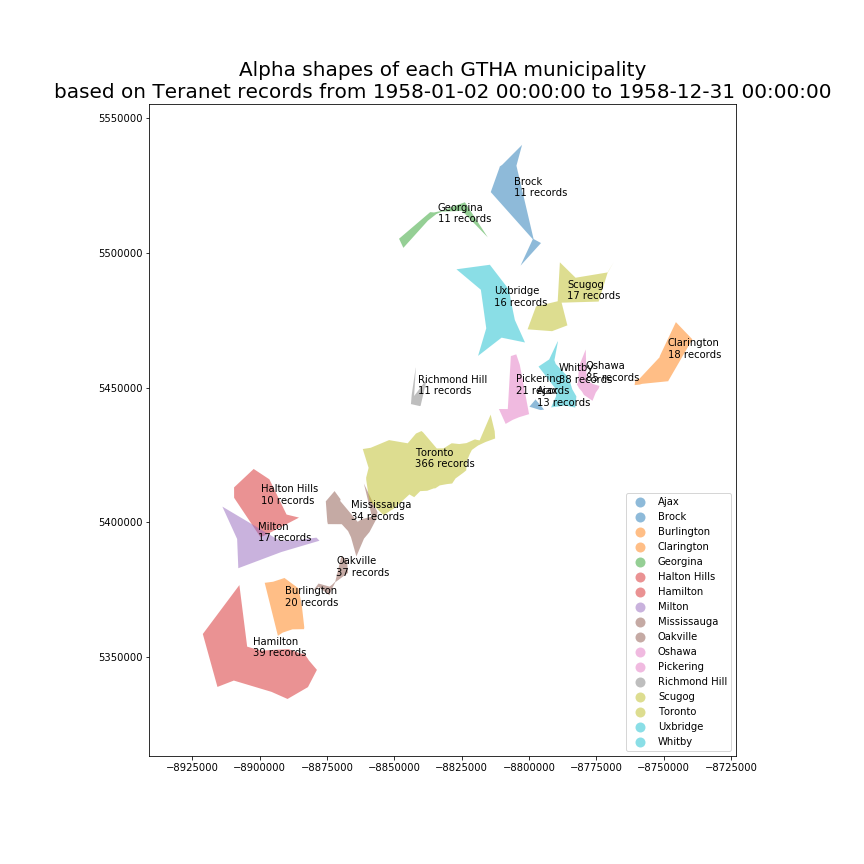 Alpha shapes of each GTHA municipality
based on Teranet records from 1958-01-02 00:00:00 to 1958-12-31 00:00:00
5550000
5500000
5450000
5400000
5350000
Brock
11 records
Georgina
11 records
Uxbridge
16 records
Scugog
17 records
Clarington
18 records
Richmond Hill
11 records
Pickering
21 records
Whitby
38 records
Oshawa
35 records
Ajax
13 records
Toronto
366 records
Halton Hills
10 records
Mississauga
34 records
Milton
17 records
Oakville
37 records
Burlington
20 records
Hamilton
39 records
Ajax
Brock
Burlington
Clarington
Georgina
Halton Hills
Hamilton
Milton
Mississauga
Oakville
Oshawa
Pickering
Richmond Hill
Scugog
Toronto
Uxbridge
Whitby
−8925000 −8900000 −8875000 −8850000 −8825000 −8800000 −8775000 −8750000 −8725000